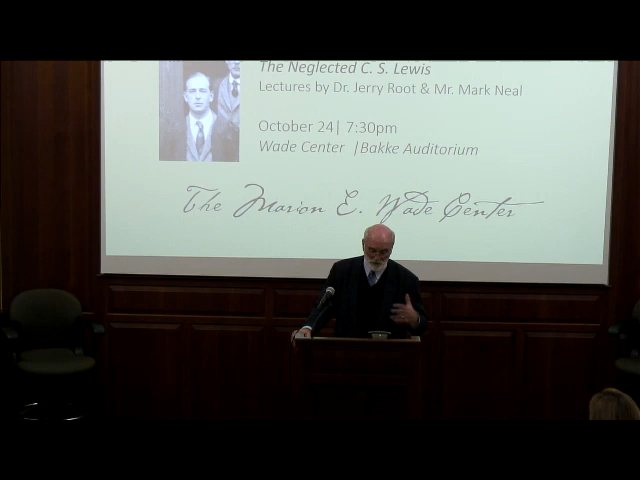 The Neglected C. S. Lewis
Lectures by Dr. Jerry Root & Mr. Mark Neal
October 24| 7:30pm
Wade Center |Bakke Auditorium
The Marion E. Wade Center